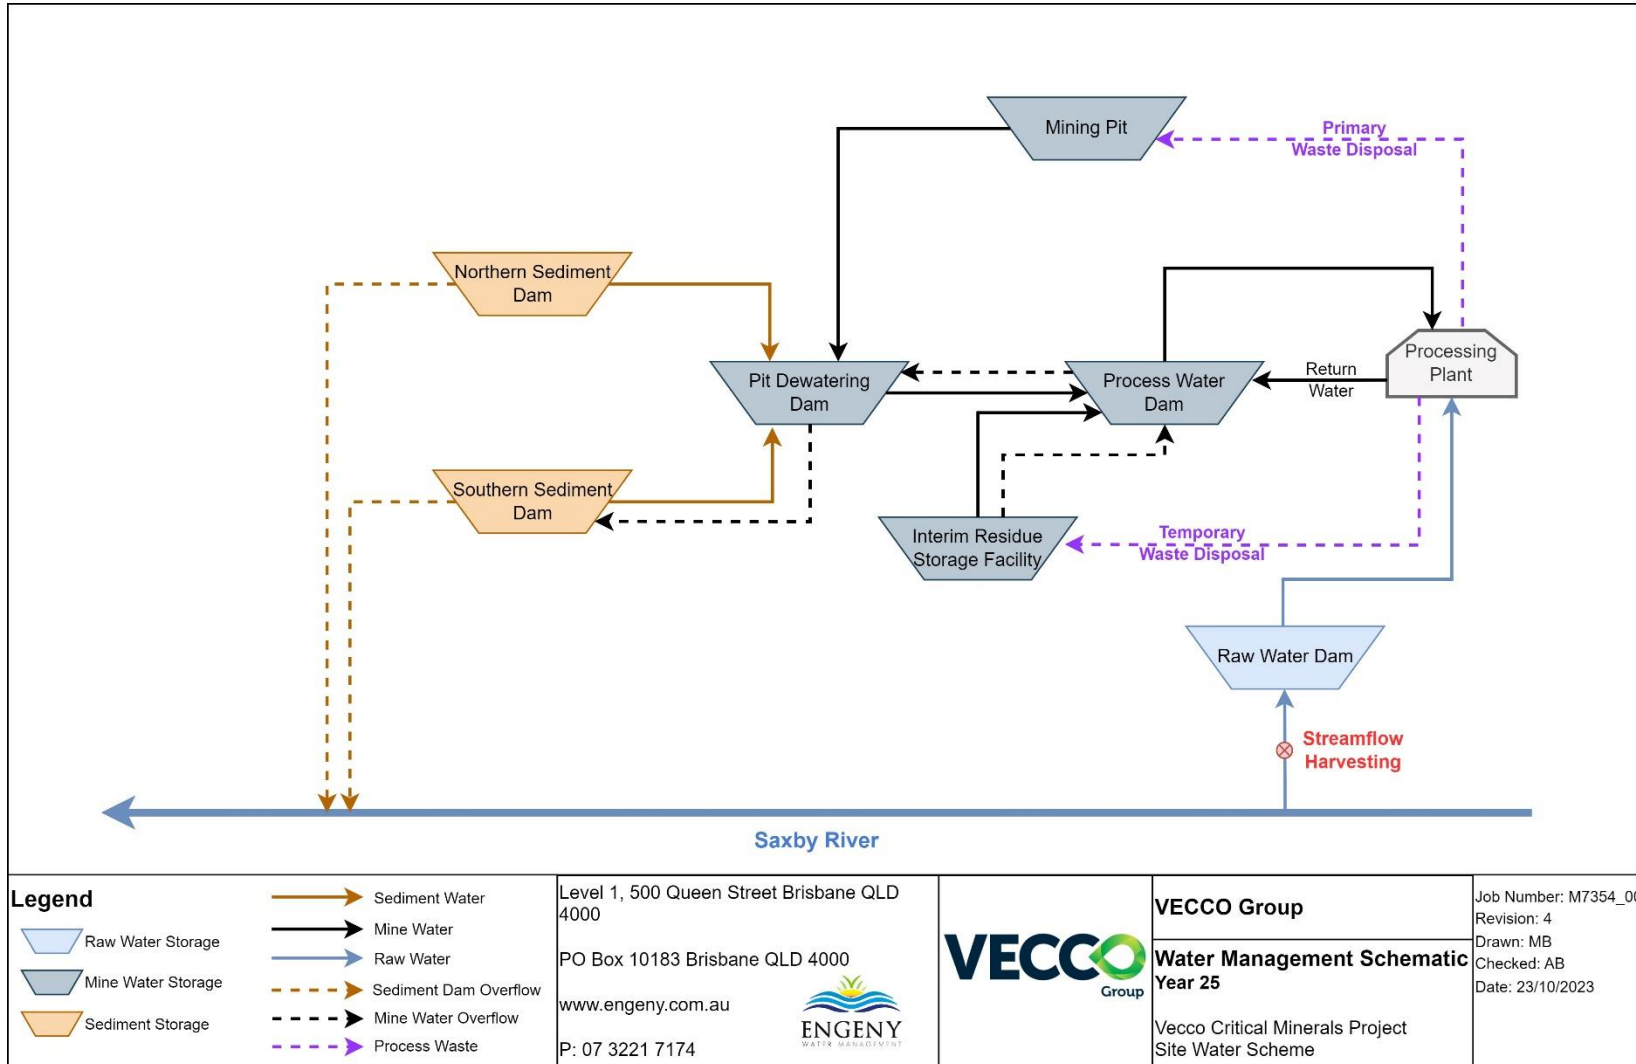 Mining Pit
Primary
Waste Disposal
Northern Sediment
Dam
Pit Dewatering
Dam
Process Water
Dam
Return
Water
Processing
Plant
Southern Sediment
Dam
Interim Residue
Storage Facility
Temporary
Waste Disposal
Raw Water Dam
Streamflow
Harvesting
Saxby River
Legend
Raw Water Storage
Mine Water Storage
Sediment Storage
Sediment Water
Mine Water
Raw Water
Sediment Dam Overflow
Mine Water Overflow
Process Waste
Level 1, 500 Queen Street Brisbane QLD
4000
PO Box 10183 Brisbane QLD 4000
www.engeny.com.au
P: 07 3221 7174
ENGENY
WATER MANAGEMENT
VECCO
Group
VECCO Group
Water Management Schematic
Year 25
Vecco Critical Minerals Project
Site Water Scheme
Job Number: M7354_00
Revision: 4
Drawn: MB
Checked: AB
Date: 23/10/2023